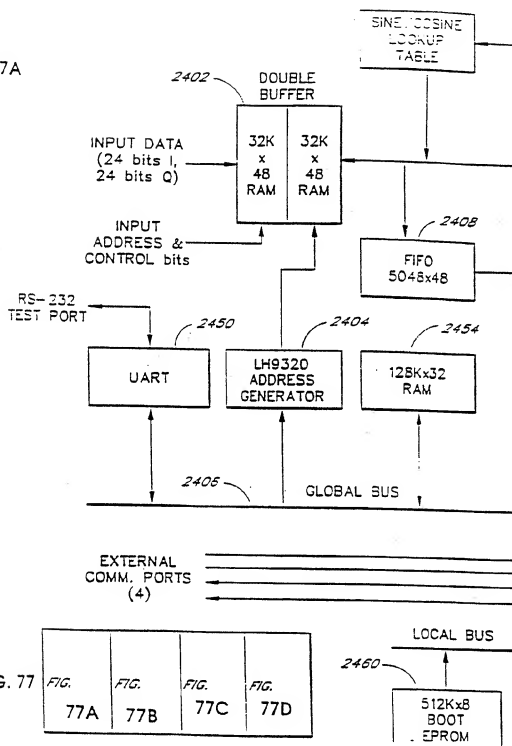 SINE/COSINE
LOOKUP
TABLE
7A
2402
DOUBLE
BUFFER
32K
x
48
RAM
32K
x
48
RAM
INPUT DATA
(24 bits I,
24 bits Q)
INPUT
ADDRESS &
CONTROL bits
2408
FIFO
5048x48
RS-232
TEST PORT
2450
UART
2404
LH9320
ADDRESS
GENERATOR
2454
128Kx32
RAM
2406
GLOBAL BUS
EXTERNAL
COMM. PORTS
(4)
LOCAL BUS
2460
512Kx8
BOOT
EPROM
G. 77
FIG.
77A
FIG.
77B
FIG.
77C
FIG.
77D